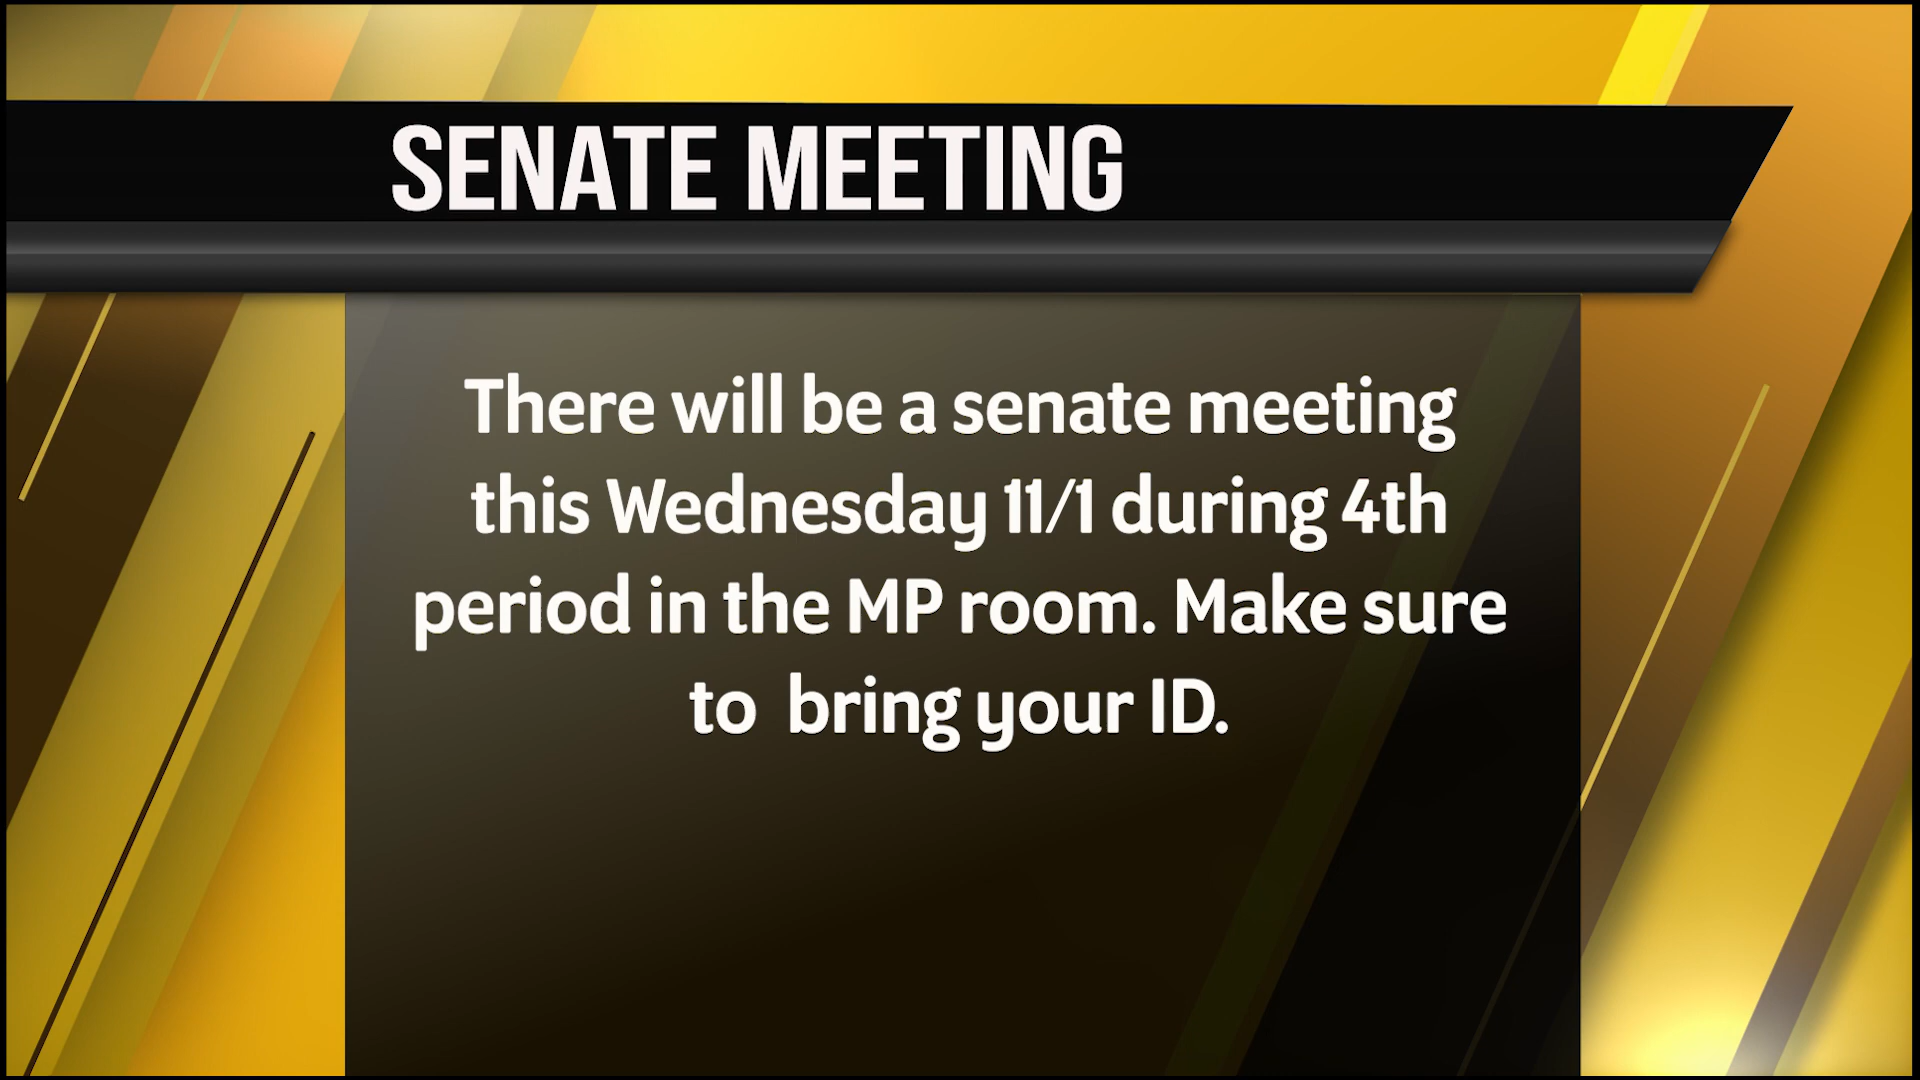 SENATE MEETING
There will be a senate meeting
this Wednesday 11/1 during 4th
period in the MP room. Make sure
to  bring your ID.